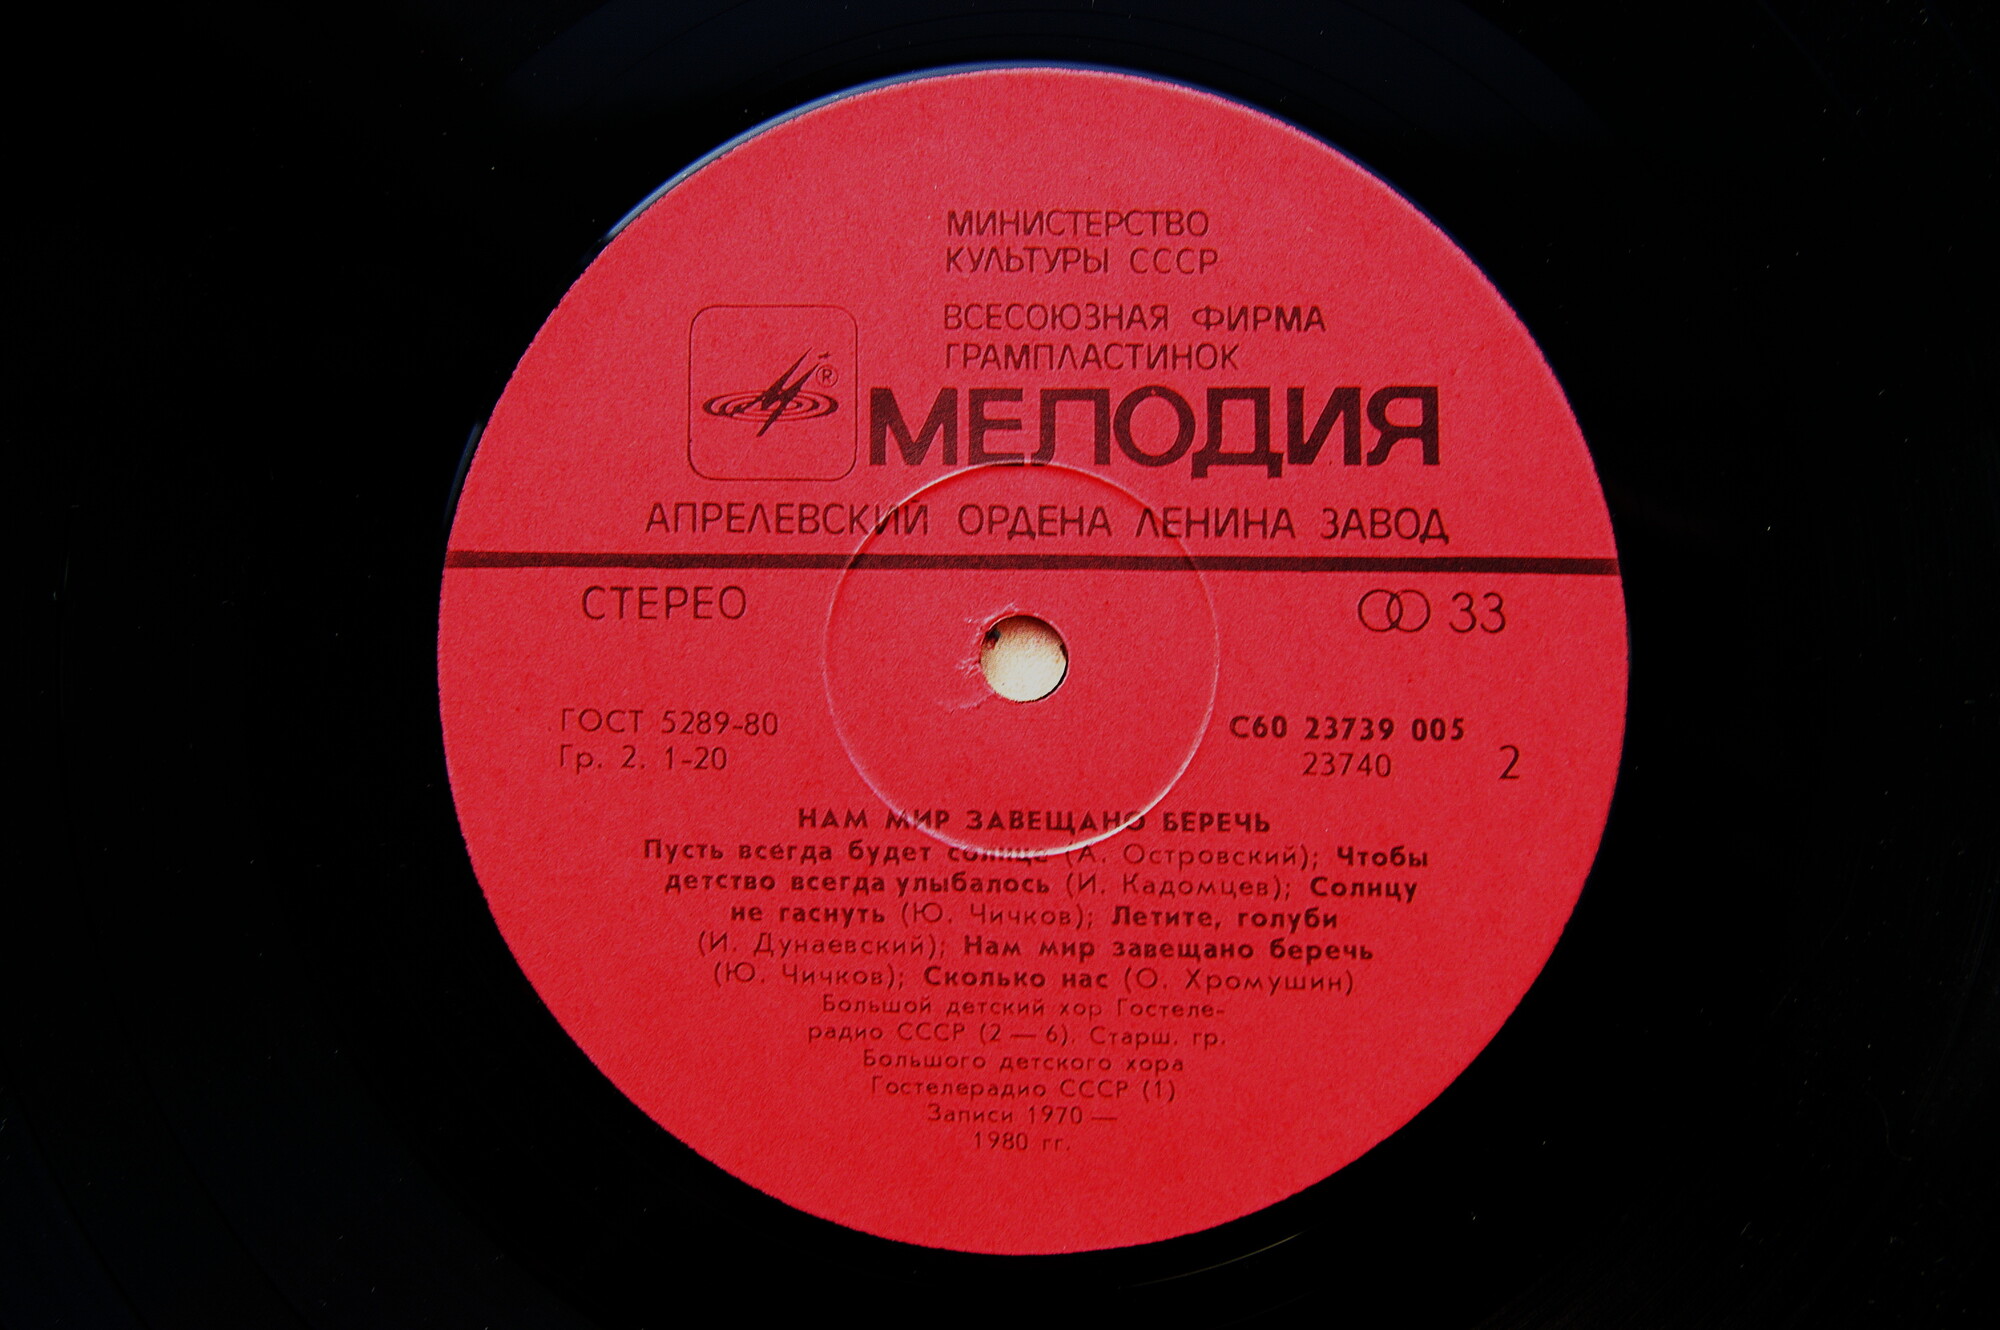 МИНИСТЕРСТВО
КУЛЬТУРЫ СССР
ВСЕСОЮЗНАЯ ФИРМА
ГРАМПЛАСТИНОК
®
МЕЛОДИЯ
АПРЕЛЕВСКИЙ ОРДЕНА ЛЕНИНА ЗАВОД
СТЕРЕО
33
ГОСТ 5289-80
Гр. 2. 1-20
С60 23739 005
23740
2
НАМ МИР ЗАВЕЩАНО БЕРЕЧЬ
Пусть всегда будет солнце (А. Островский); Чтобы
детство всегда улыбалось (И. Кадомцев); Солнцу
не гаснуть (Ю. Чичков); Летите, голуби
(И. Дунаевский); Нам мир завещано беречь
(Ю. Чичков); Сколько нас (О. Хромушин)
Большой детский хор Гостеле-
радио СССР (2 — 6). Старш. гр.
Большого детского хора
Гостелерадио СССР (1)
Записи 1970 —
1980 гг.